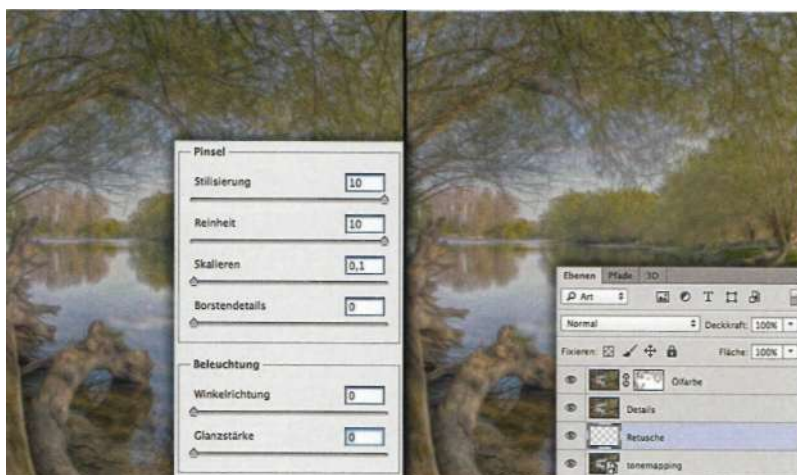 Pinsel
Stilisierung 10
Reinheit 10
Skalieren 0,1
Borstendetails 0
Beleuchtung
Winkelrichtung 0
Glanzstärke 0
Ebenen Pfade 3D
Art
Normal Deckkraft: 100%
Fixieren: Fläche: 100%
Ölfarbe
Details
Retusche
tonemapping